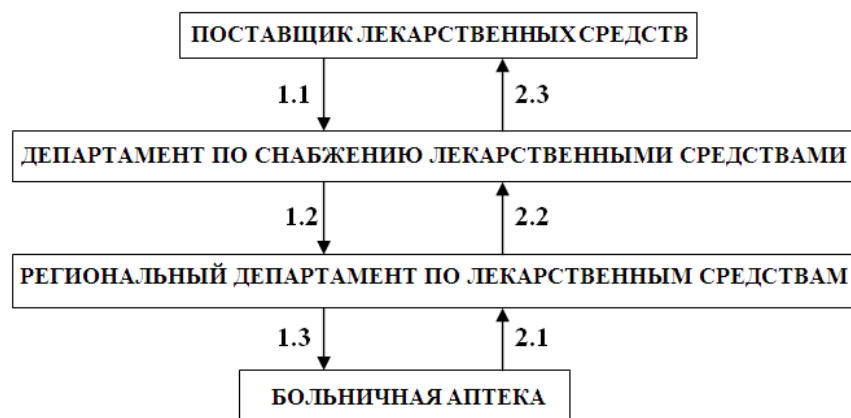 ПОСТАВЩИК ЛЕКАРСТВЕННЫХ СРЕДСТВ
1.1 2.3
ДЕПАРТАМЕНТ ПО СНАБЖЕНИЮ ЛЕКАРСТВЕННЫМИ СРЕДСТВАМИ
1.2 2.2
РЕГИОНАЛЬНЫЙ ДЕПАРТАМЕНТ ПО ЛЕКАРСТВЕННЫМ СРЕДСТВАМ
1.3 2.1
БОЛЬНИЧНАЯ АПТЕКА